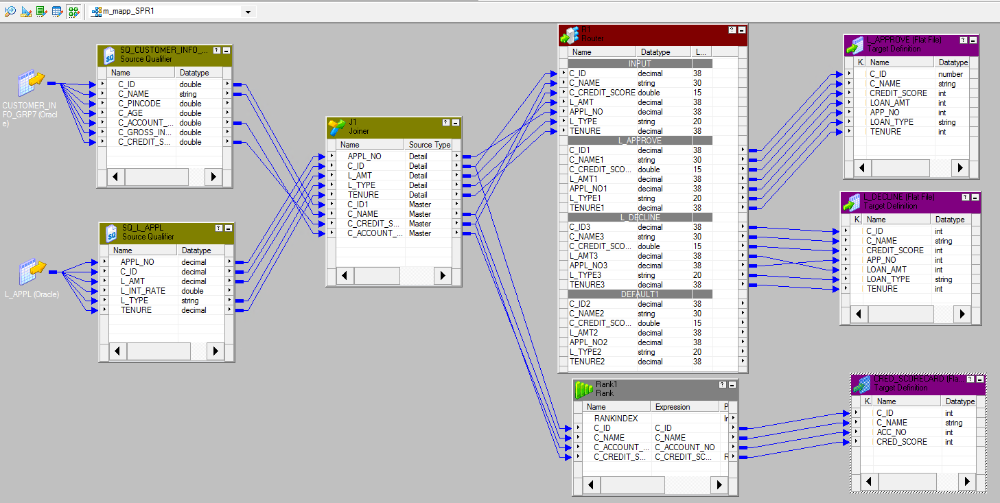 m_mapp_SPR1
CUSTOMER_IN
FO_GRP7 (Oracl
e)
SQ_CUSTOMER_INFO_...
Source Qualifier
Name Datatype
C_ID double
C_NAME string
C_PINCODE double
C_AGE double
C_ACCOUNT_... double
C_GROSS_IN... double
C_CREDIT_S... double
L_APPL (Oracle)
SQ_L_APPL
Source Qualifier
Name Datatype
APPL_NO decimal
C_ID decimal
L_AMT decimal
L_INT_RATE double
L_TYPE string
TENURE decimal
J1
Joiner
Name Source Type
APPL_NO Detail
C_ID Detail
L_AMT Detail
L_TYPE Detail
TENURE Detail
C_ID1 Master
C_NAME Master
C_CREDIT_S... Master
C_ACCOUNT_... Master
R1
Router
Name Datatype L...
INPUT
C_ID decimal 38
C_NAME string 30
C_CREDIT_SCORE double 15
L_AMT decimal 38
APPL_NO decimal 38
L_TYPE string 20
TENURE decimal 38
L_APPROVE
C_ID1 decimal 38
C_NAME1 string 30
C_CREDIT_SCO... double 15
L_AMT1 decimal 38
APPL_NO1 decimal 38
L_TYPE1 string 20
TENURE1 decimal 38
L_DECLINE
C_ID3 decimal 38
C_NAME3 string 30
C_CREDIT_SCO... double 15
L_AMT3 decimal 38
APPL_NO3 decimal 38
L_TYPE3 string 20
TENURE3 decimal 38
DEFAULT1
C_ID2 decimal 38
C_NAME2 string 30
C_CREDIT_SCO... double 15
L_AMT2 decimal 38
APPL_NO2 decimal 38
L_TYPE2 string 20
TENURE2 decimal 38
Rank1
Rank
Name Expression P
RANKINDEX
C_ID C_ID
C_NAME C_NAME
C_ACCOUNT_... C_ACCOUNT_NO
C_CREDIT_S... C_CREDIT_SC... R
L_APPROVE (Flat File)
Target Definition
K Name Datatype
C_ID number
C_NAME string
CREDIT_SCORE int
LOAN_AMT int
APP_NO int
LOAN_TYPE string
TENURE int
L_DECLINE (Flat File)
Target Definition
K Name Datatype
C_ID int
C_NAME string
CREDIT_SCORE int
APP_NO int
LOAN_AMT int
LOAN_TYPE string
TENURE int
CRED_SCORECARD (Fla...
Target Definition
K Name Datatype
C_ID int
C_NAME string
ACC_NO int
CRED_SCORE int